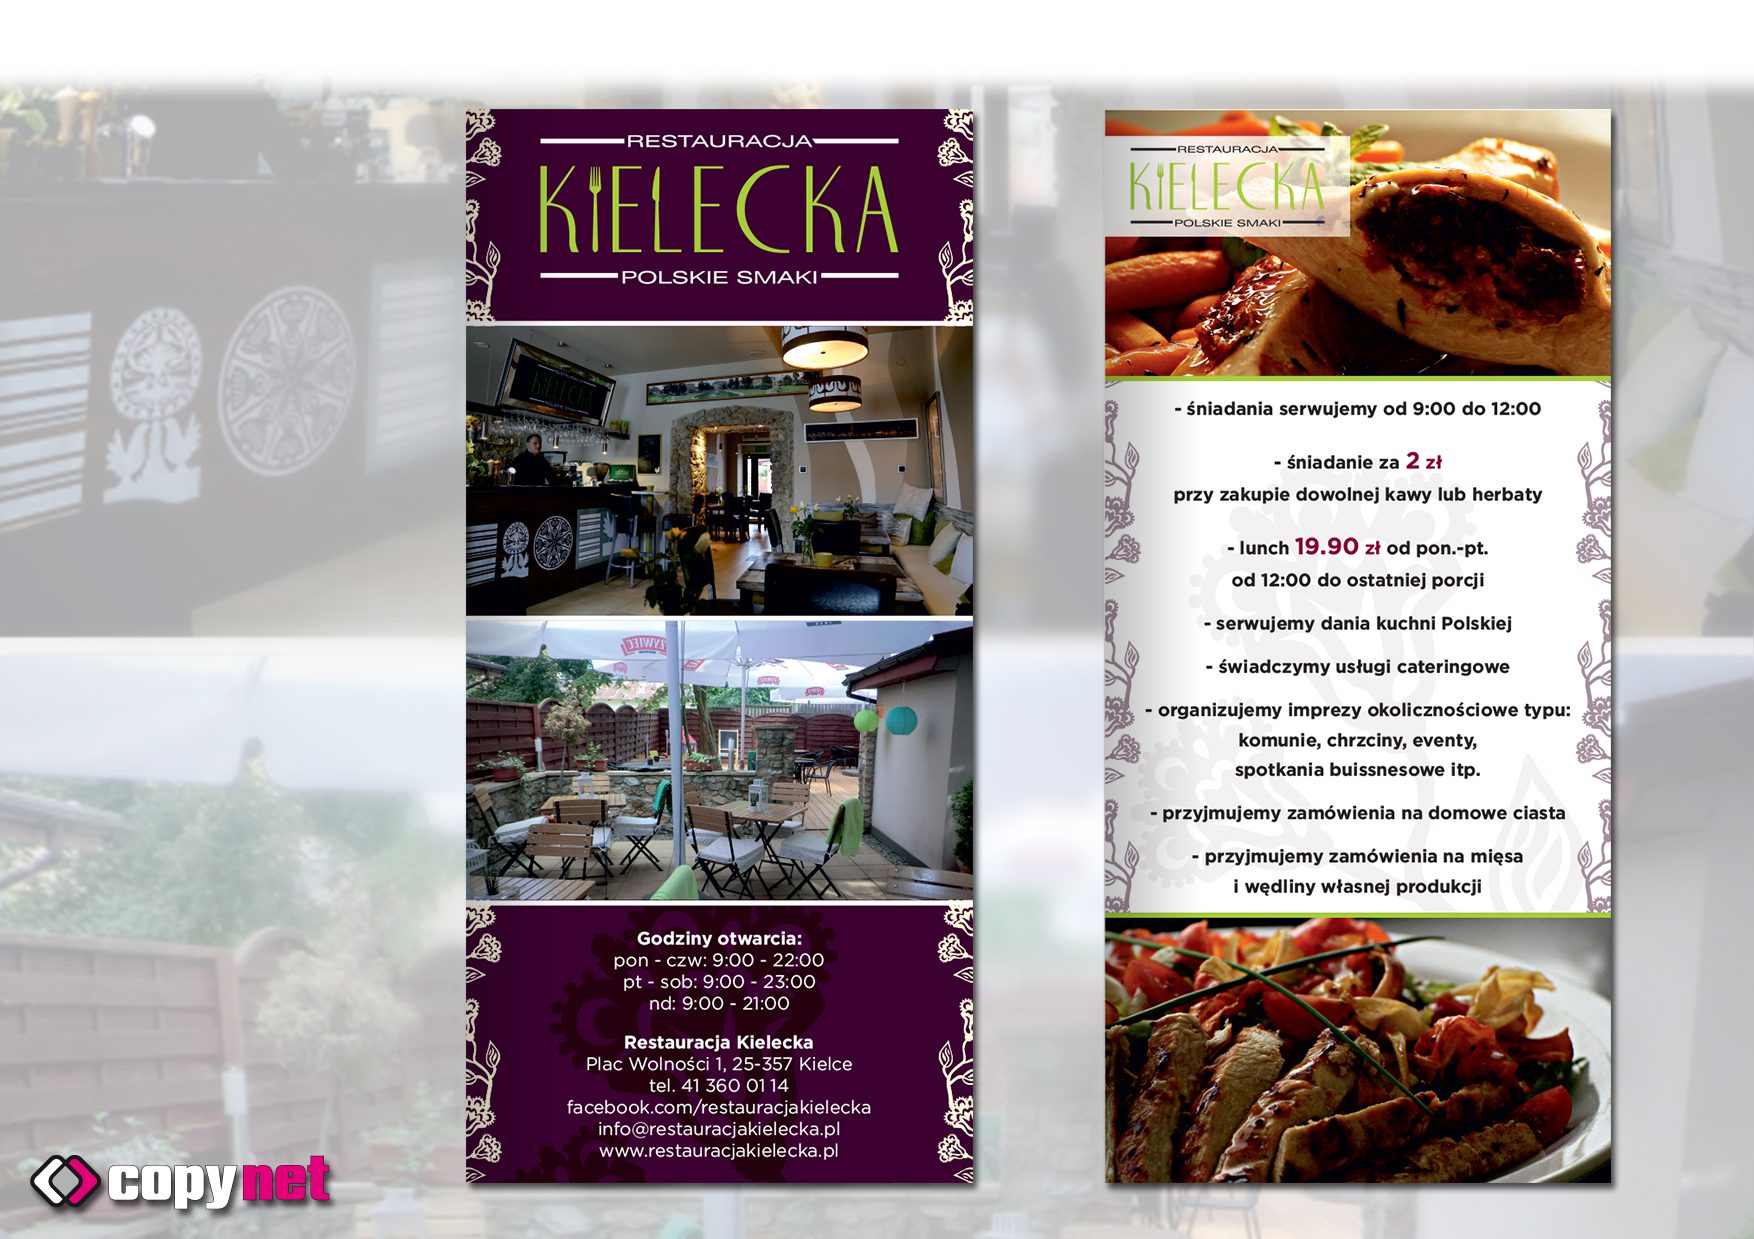 RESTAURACJA
KIELECKA
POLSKIE SMAKI
RESTAURACJA
KIELECKA
ŻYWIEC
Godziny otwarcia:
pon - czw: 9:00 - 22:00
pt - sob: 9:00 - 23:00
nd: 9:00 - 21:00
Restauracja Kielecka
Plac Wolności 1, 25-357 Kielce
tel. 41 360 01 14
facebook.com/restauracjakielecka
info@restauracjakielecka.pl
www.restauracjakielecka.pl
RESTAURACJA
KIELECKA
POLSKIE SMAKI
- śniadania serwujemy od 9:00 do 12:00
- śniadanie za 2 zł
przy zakupie dowolnej kawy lub herbaty
- lunch 19.90 zł od pon.-pt.
od 12:00 do ostatniej porcji
- serwujemy dania kuchni Polskiej
- świadczymy usługi cateringowe
- organizujemy imprezy okolicznościowe typu:
komunie, chrzciny, eventy,
spotkania buissnesowe itp.
- przyjmujemy zamówienia na domowe ciasta
- przyjmujemy zamówienia na mięsa
i wędliny własnej produkcji
copynet